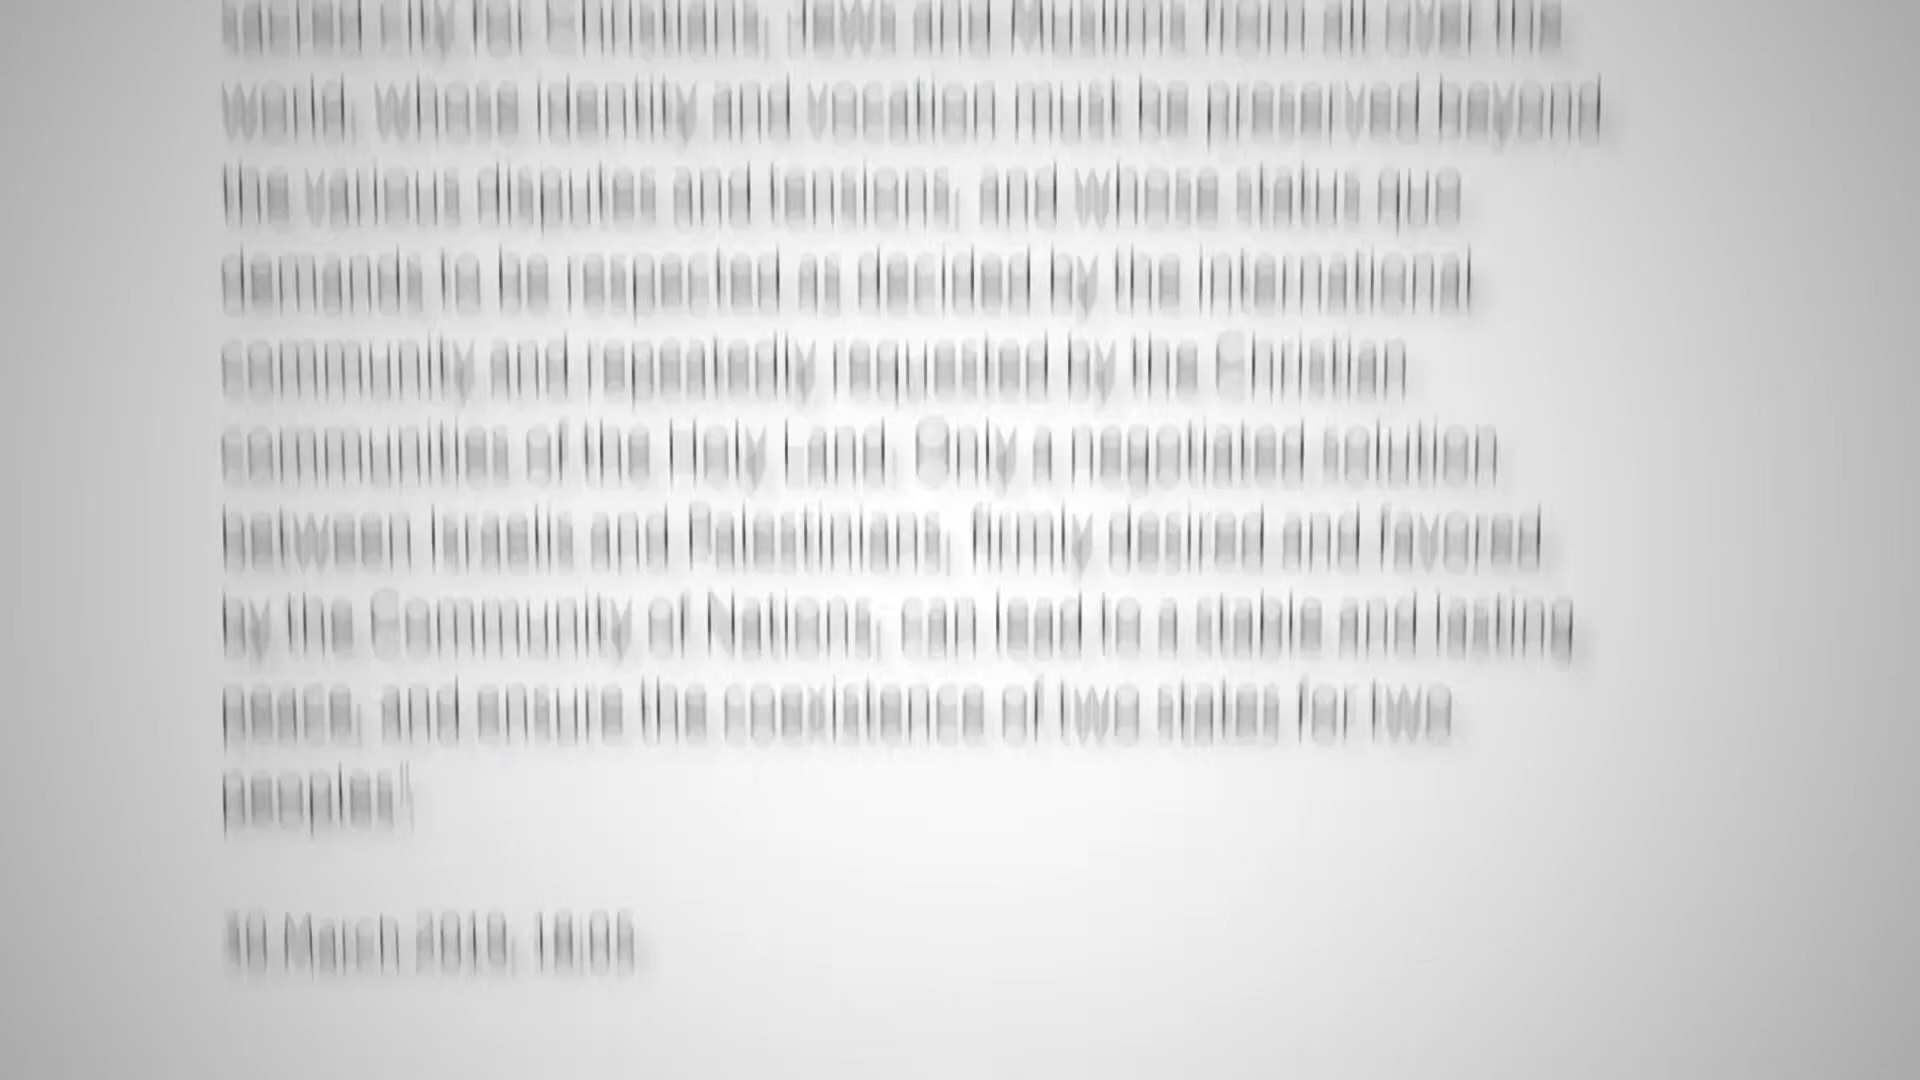 sacred city for Christians, Jews and Muslims from all over the
world, whose identity and vocation must be preserved beyond
the various disputes and tensions, and whose status quo
demands to be respected as decided by the international
community and repeatedly requested by the Christian
communities of the Holy Land. Only a negotiated solution
between Israelis and Palestinians, firmly desired and favored
by the Community of Nations, can lead to a stable and lasting
peace, and ensure the coexistence of two states for two
peoples"
March